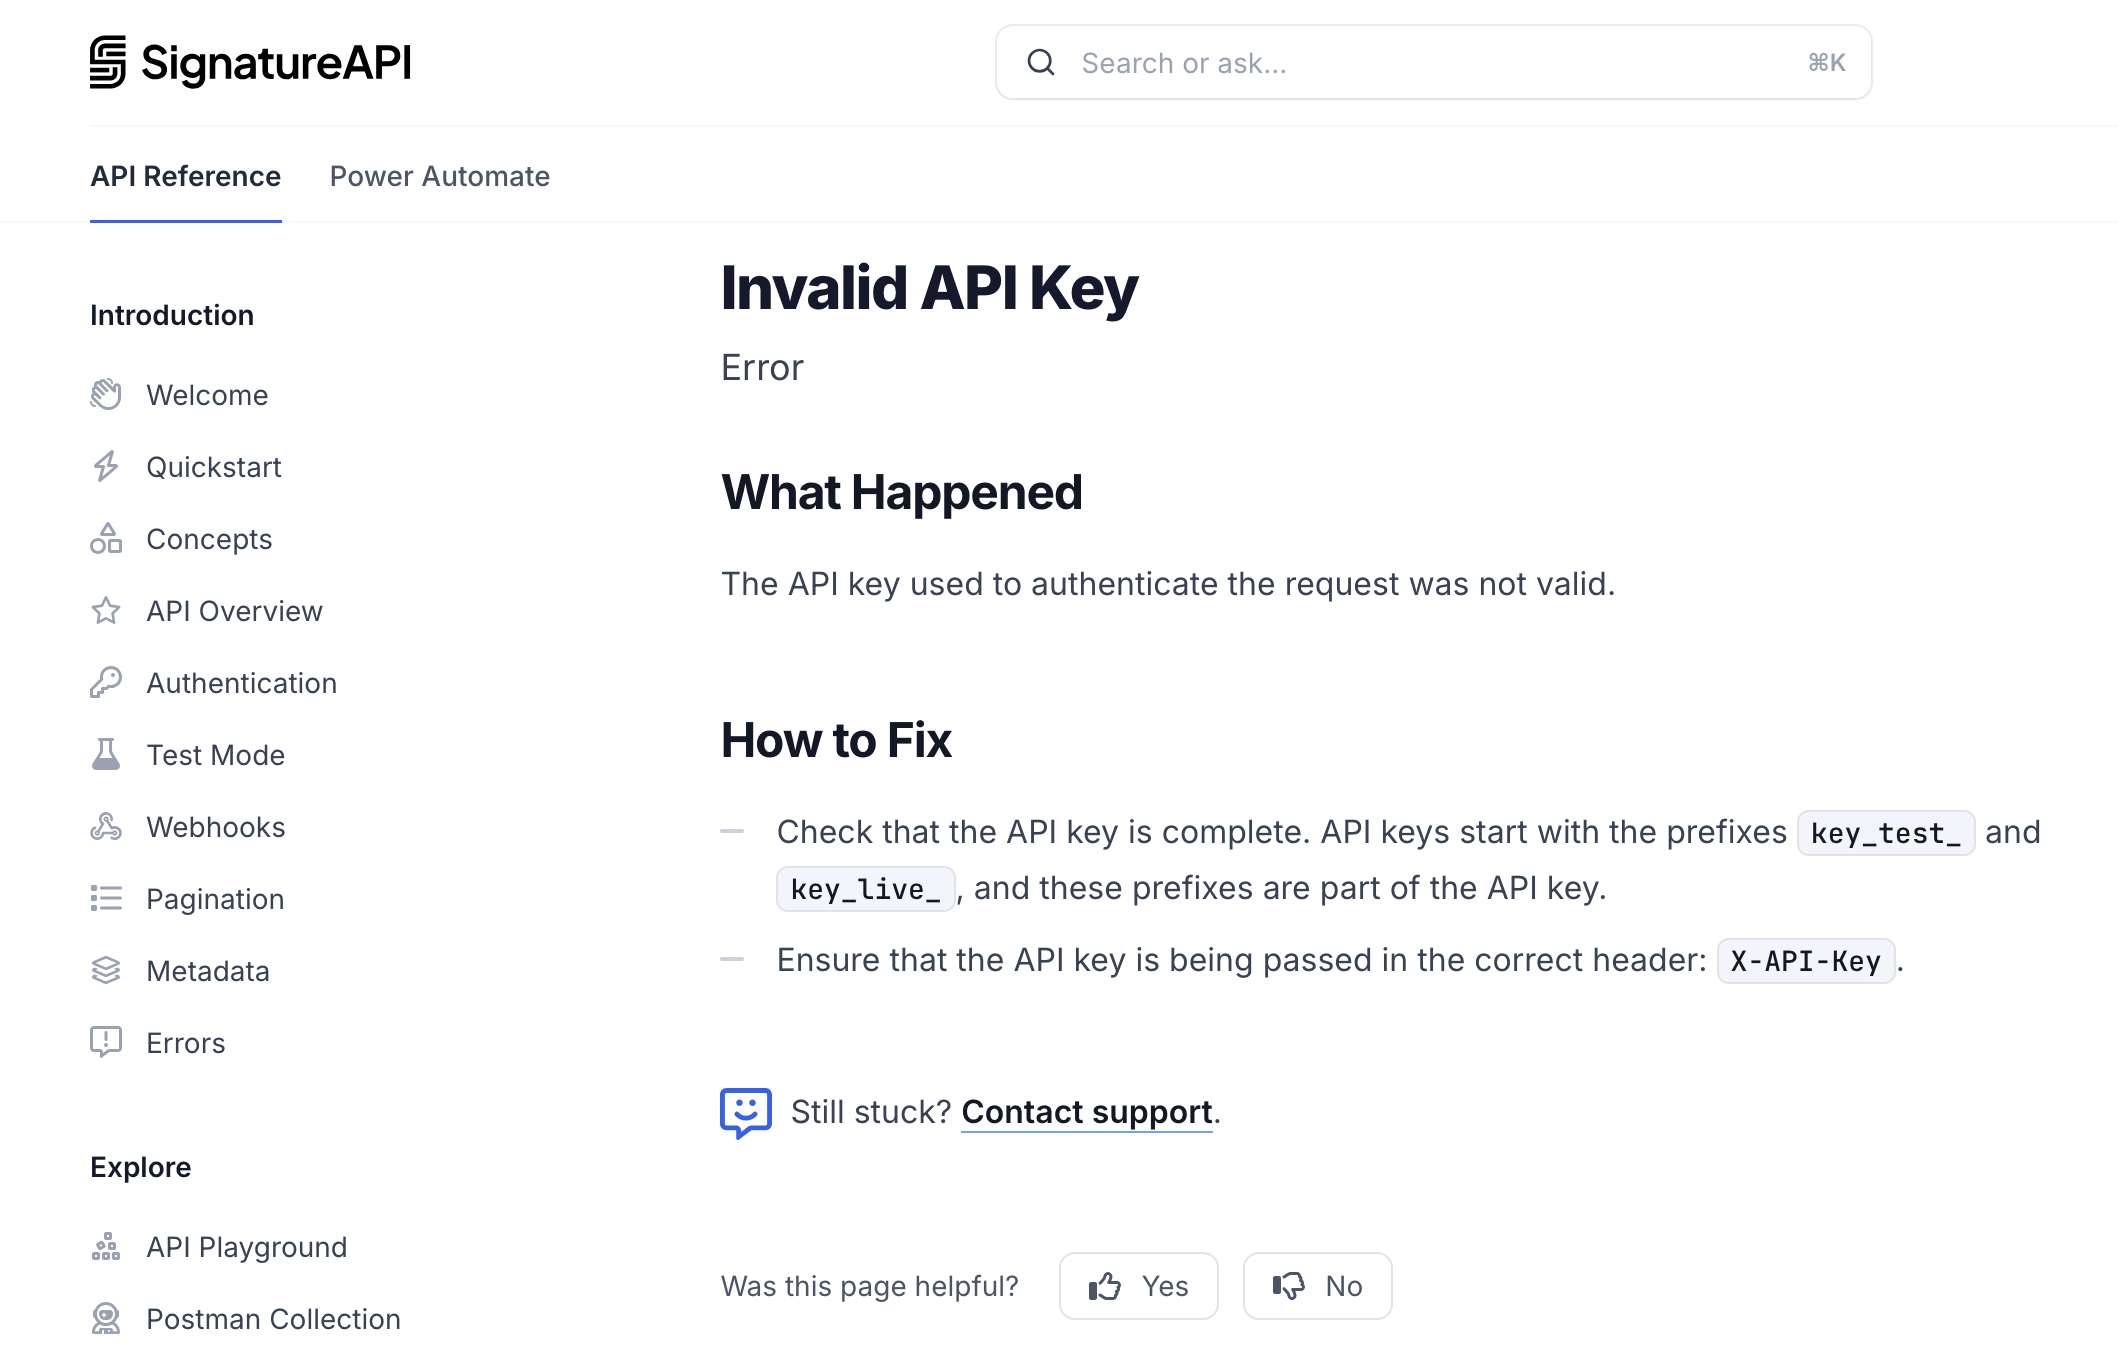 SignatureAPI
Search or ask...
⌘K
API Reference
Power Automate
Introduction
Welcome
Quickstart
Concepts
API Overview
Authentication
Test Mode
Webhooks
Pagination
Metadata
Errors
Explore
API Playground
Postman Collection
Invalid API Key
Error
What Happened
The API key used to authenticate the request was not valid.
How to Fix
Check that the API key is complete. API keys start with the prefixes key_test_ and
key_live_, and these prefixes are part of the API key.
Ensure that the API key is being passed in the correct header: X-API-Key.
Still stuck? Contact support.
Was this page helpful?
Yes
No